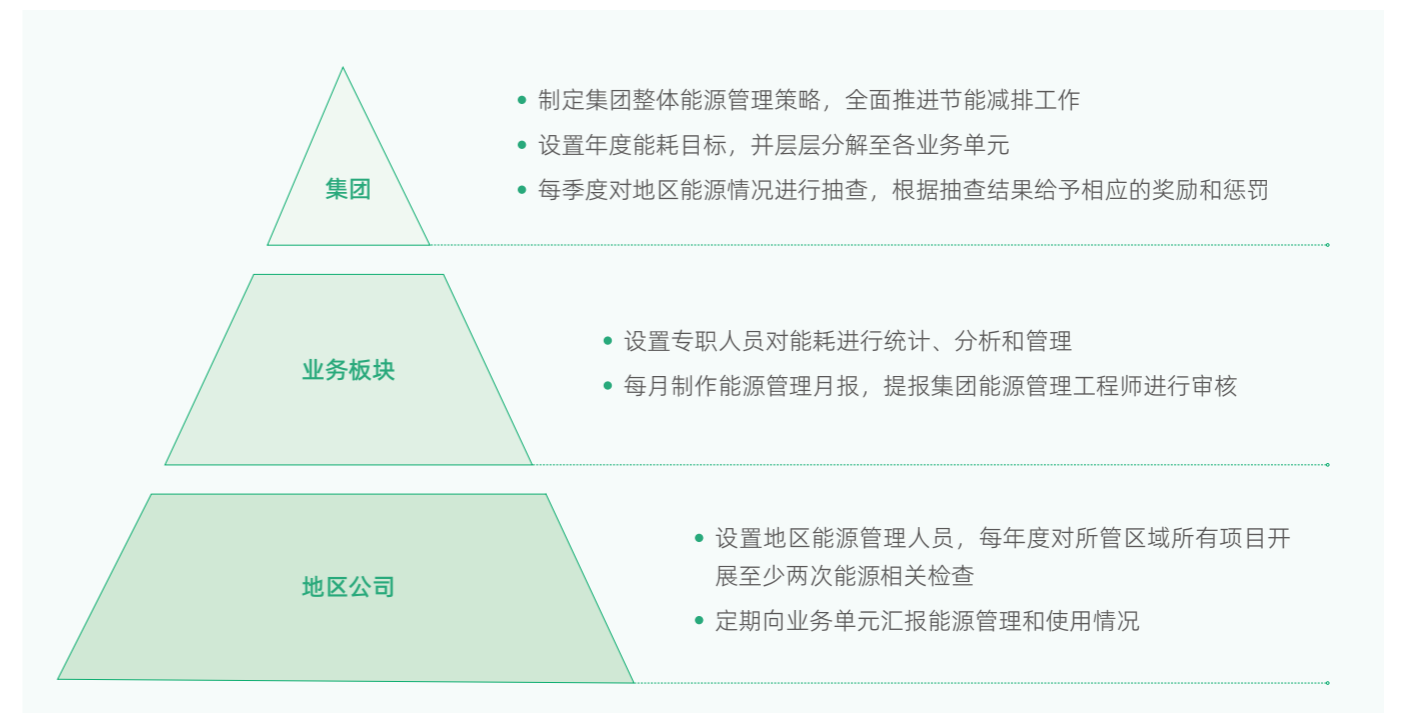 集团
制定集团整体能源管理策略，全面推进节能减排工作
设置年度能耗目标，并层层分解至各业务单元
每季度对地区能源情况进行抽查，根据抽查结果给予相应的奖励和惩罚
业务板块
设置专职人员对能耗进行统计、分析和管理
每月制作能源管理月报，提报集团能源管理工程师进行审核
地区公司
设置地区能源管理人员，每年度对所管区域所有项目开
展至少两次能源相关检查
定期向业务单元汇报能源管理和使用情况